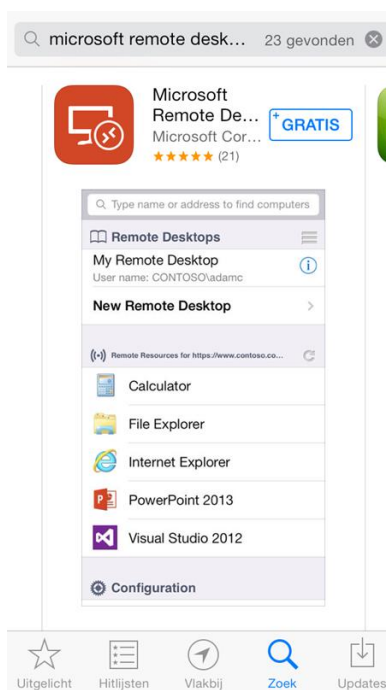 microsoft remote desk... 23 gevonden
Microsoft
Remote De...
Microsoft Cor...
(21)
+ GRATIS
Type name or address to find computers
Remote Desktops
My Remote Desktop
User name: CONTOSO\adamc
New Remote Desktop
Remote Resources for https://www.contoso.co...
Calculator
File Explorer
Internet Explorer
PowerPoint 2013
Visual Studio 2012
Configuration
Uitgelicht Hitlijsten Vlakbij Zoek Updates